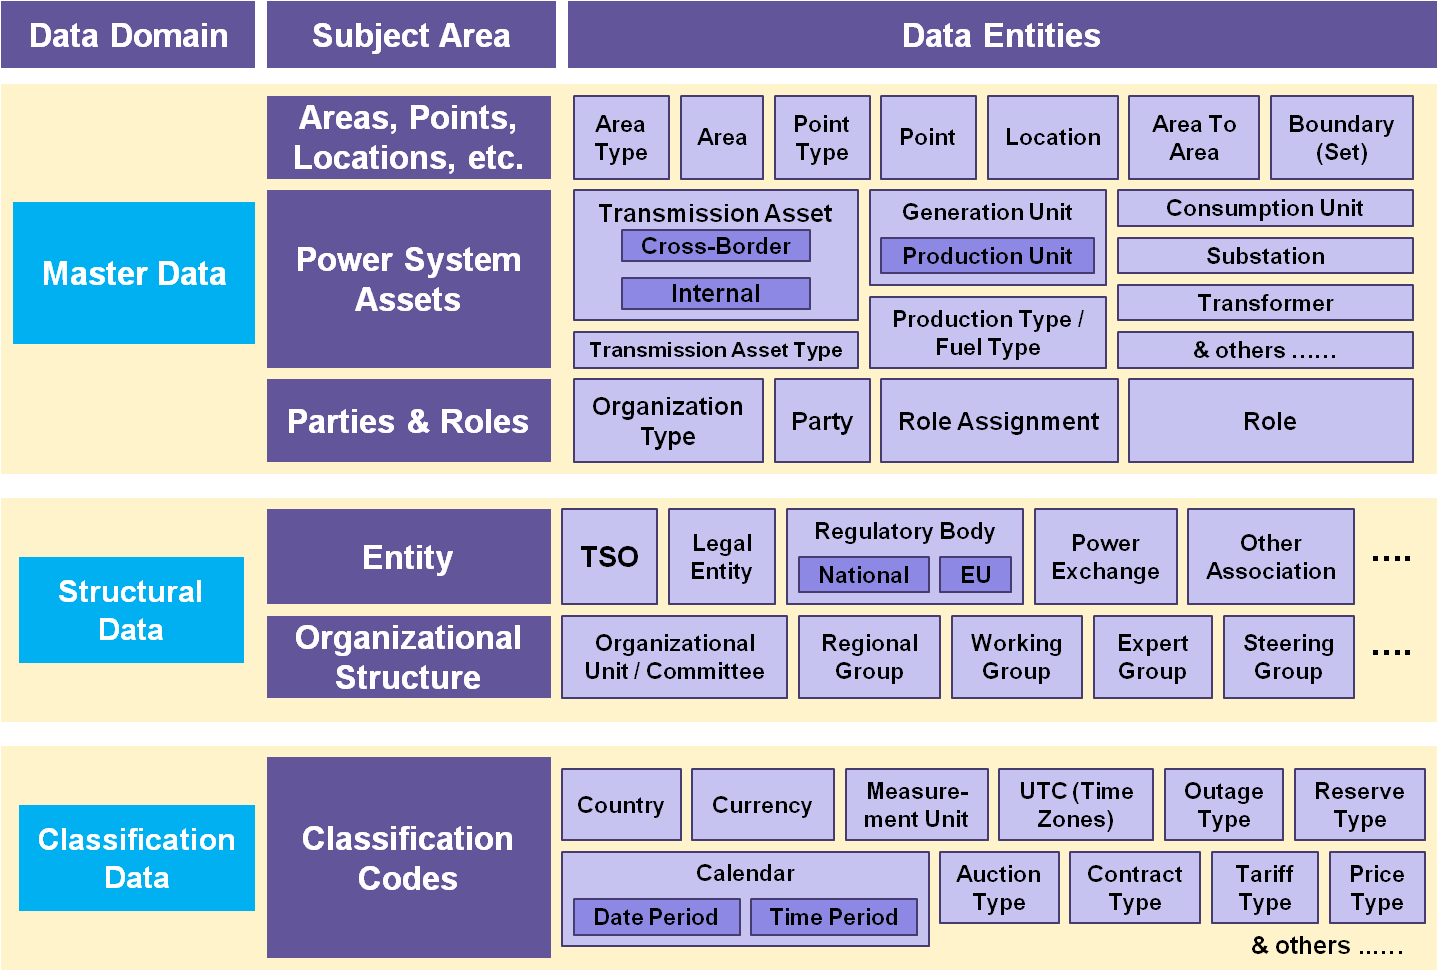 Data Domain
Subject Area
Data Entities
Master Data
Areas, Points,
Locations, etc.
Area
Type
Area
Point
Type
Point
Location
Area To
Area
Boundary
(Set)
Power System
Assets
Transmission Asset
Cross-Border
Internal
Transmission Asset Type
Generation Unit
Production Unit
Production Type /
Fuel Type
Consumption Unit
Substation
Transformer
& others ......
Parties & Roles
Organization
Type
Party
Role Assignment
Role
Structural
Data
Entity
TSO
Legal
Entity
Regulatory Body
National
EU
Power
Exchange
Other
Association
....
Organizational
Structure
Organizational
Unit / Committee
Regional
Group
Working
Group
Expert
Group
Steering
Group
....
Classification
Data
Classification
Codes
Country
Currency
Measure-
ment Unit
UTC (Time
Zones)
Outage
Type
Reserve
Type
Calendar
Date Period
Time Period
Auction
Type
Contract
Type
Tariff
Type
Price
Type
& others ......